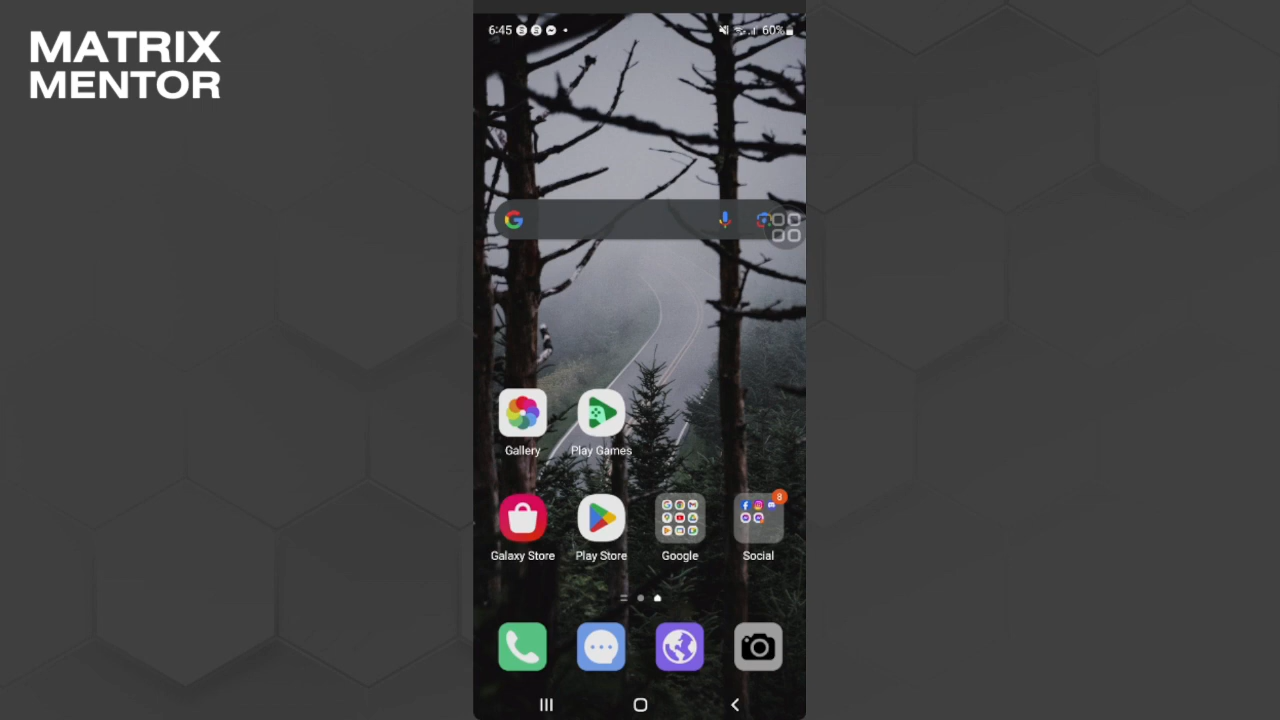 MATRIX
MENTOR
6:45
60%
Gallery
Play Games
8
Galaxy Store
Play Store
Google
Social